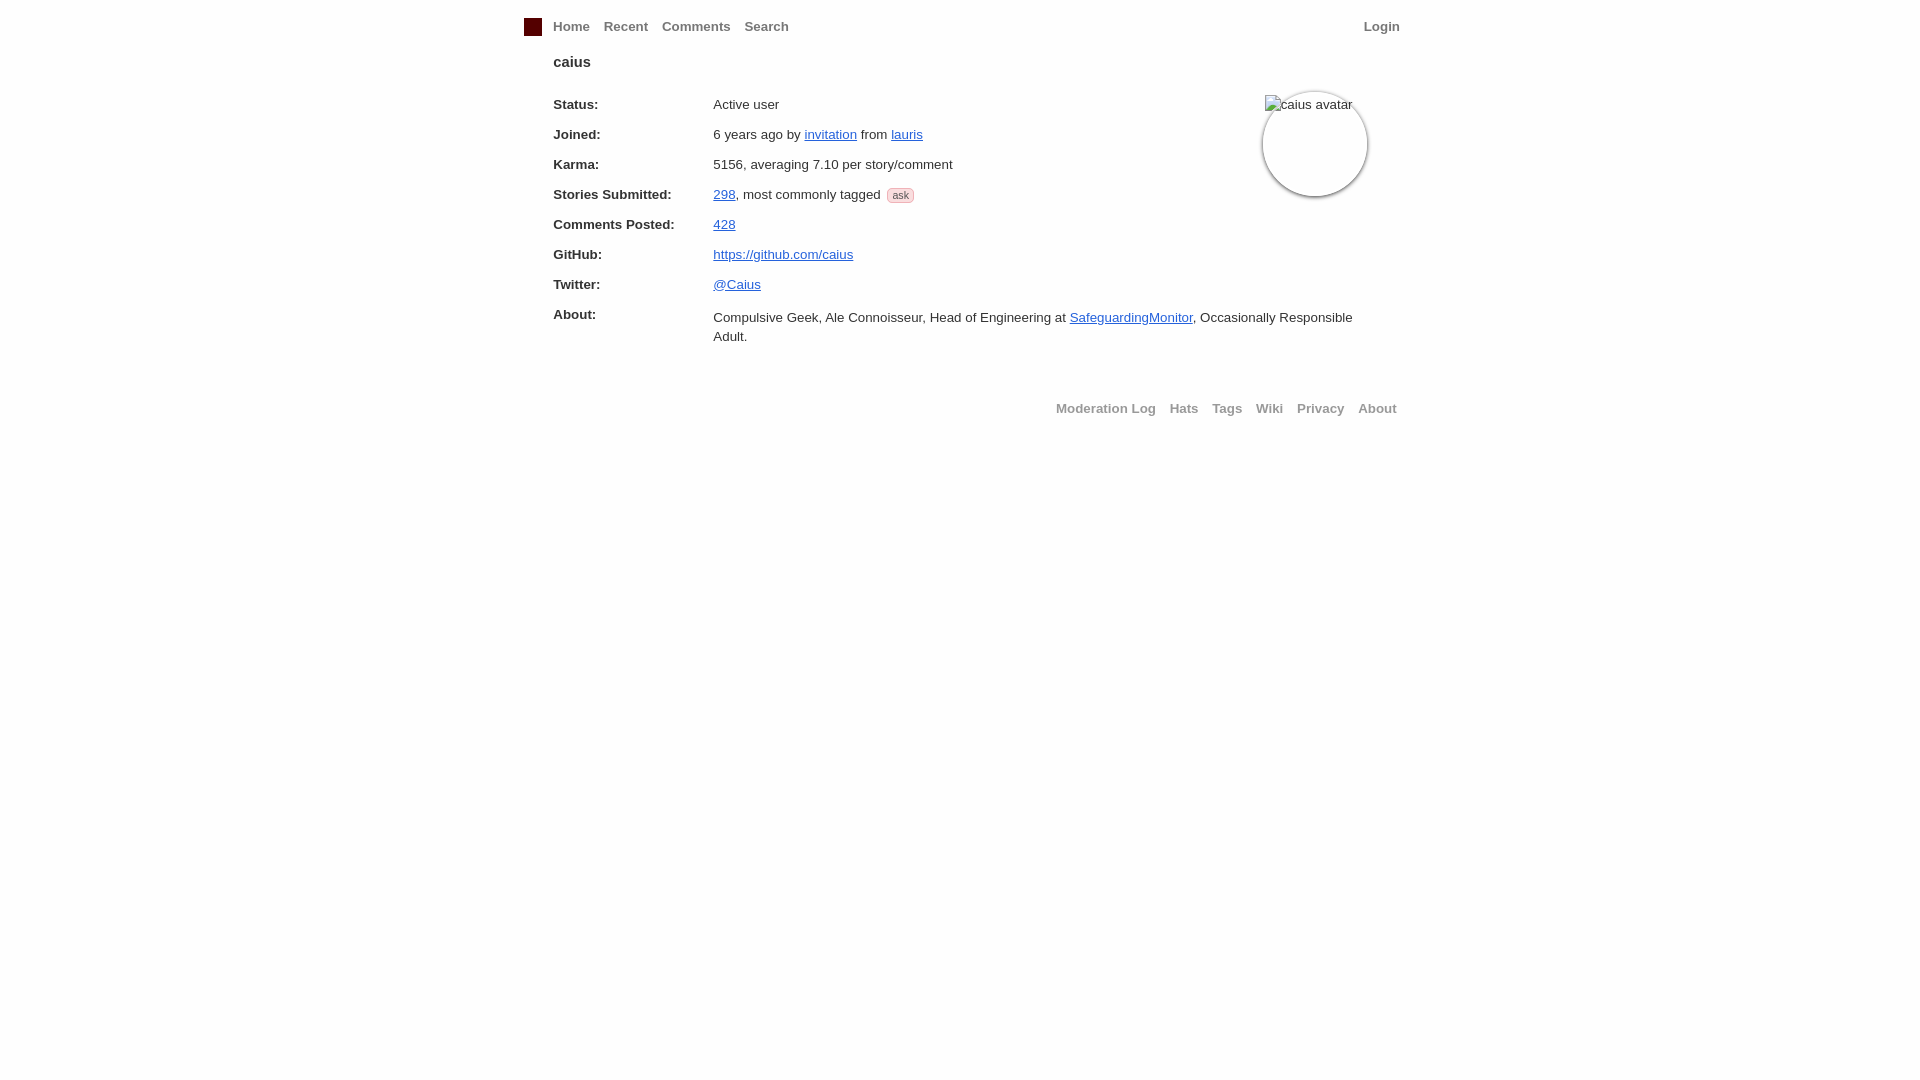 Home Recent Comments Search Login
caius
Status: Active user
caius avatar
Joined: 6 years ago by invitation from lauris
Karma: 5156, averaging 7.10 per story/comment
Stories Submitted: 298, most commonly tagged ask
Comments Posted: 428
GitHub: https://github.com/caius
Twitter: @Caius
About: Compulsive Geek, Ale Connoisseur, Head of Engineering at SafeguardingMonitor, Occasionally Responsible
Adult.
Moderation Log Hats Tags Wiki Privacy About